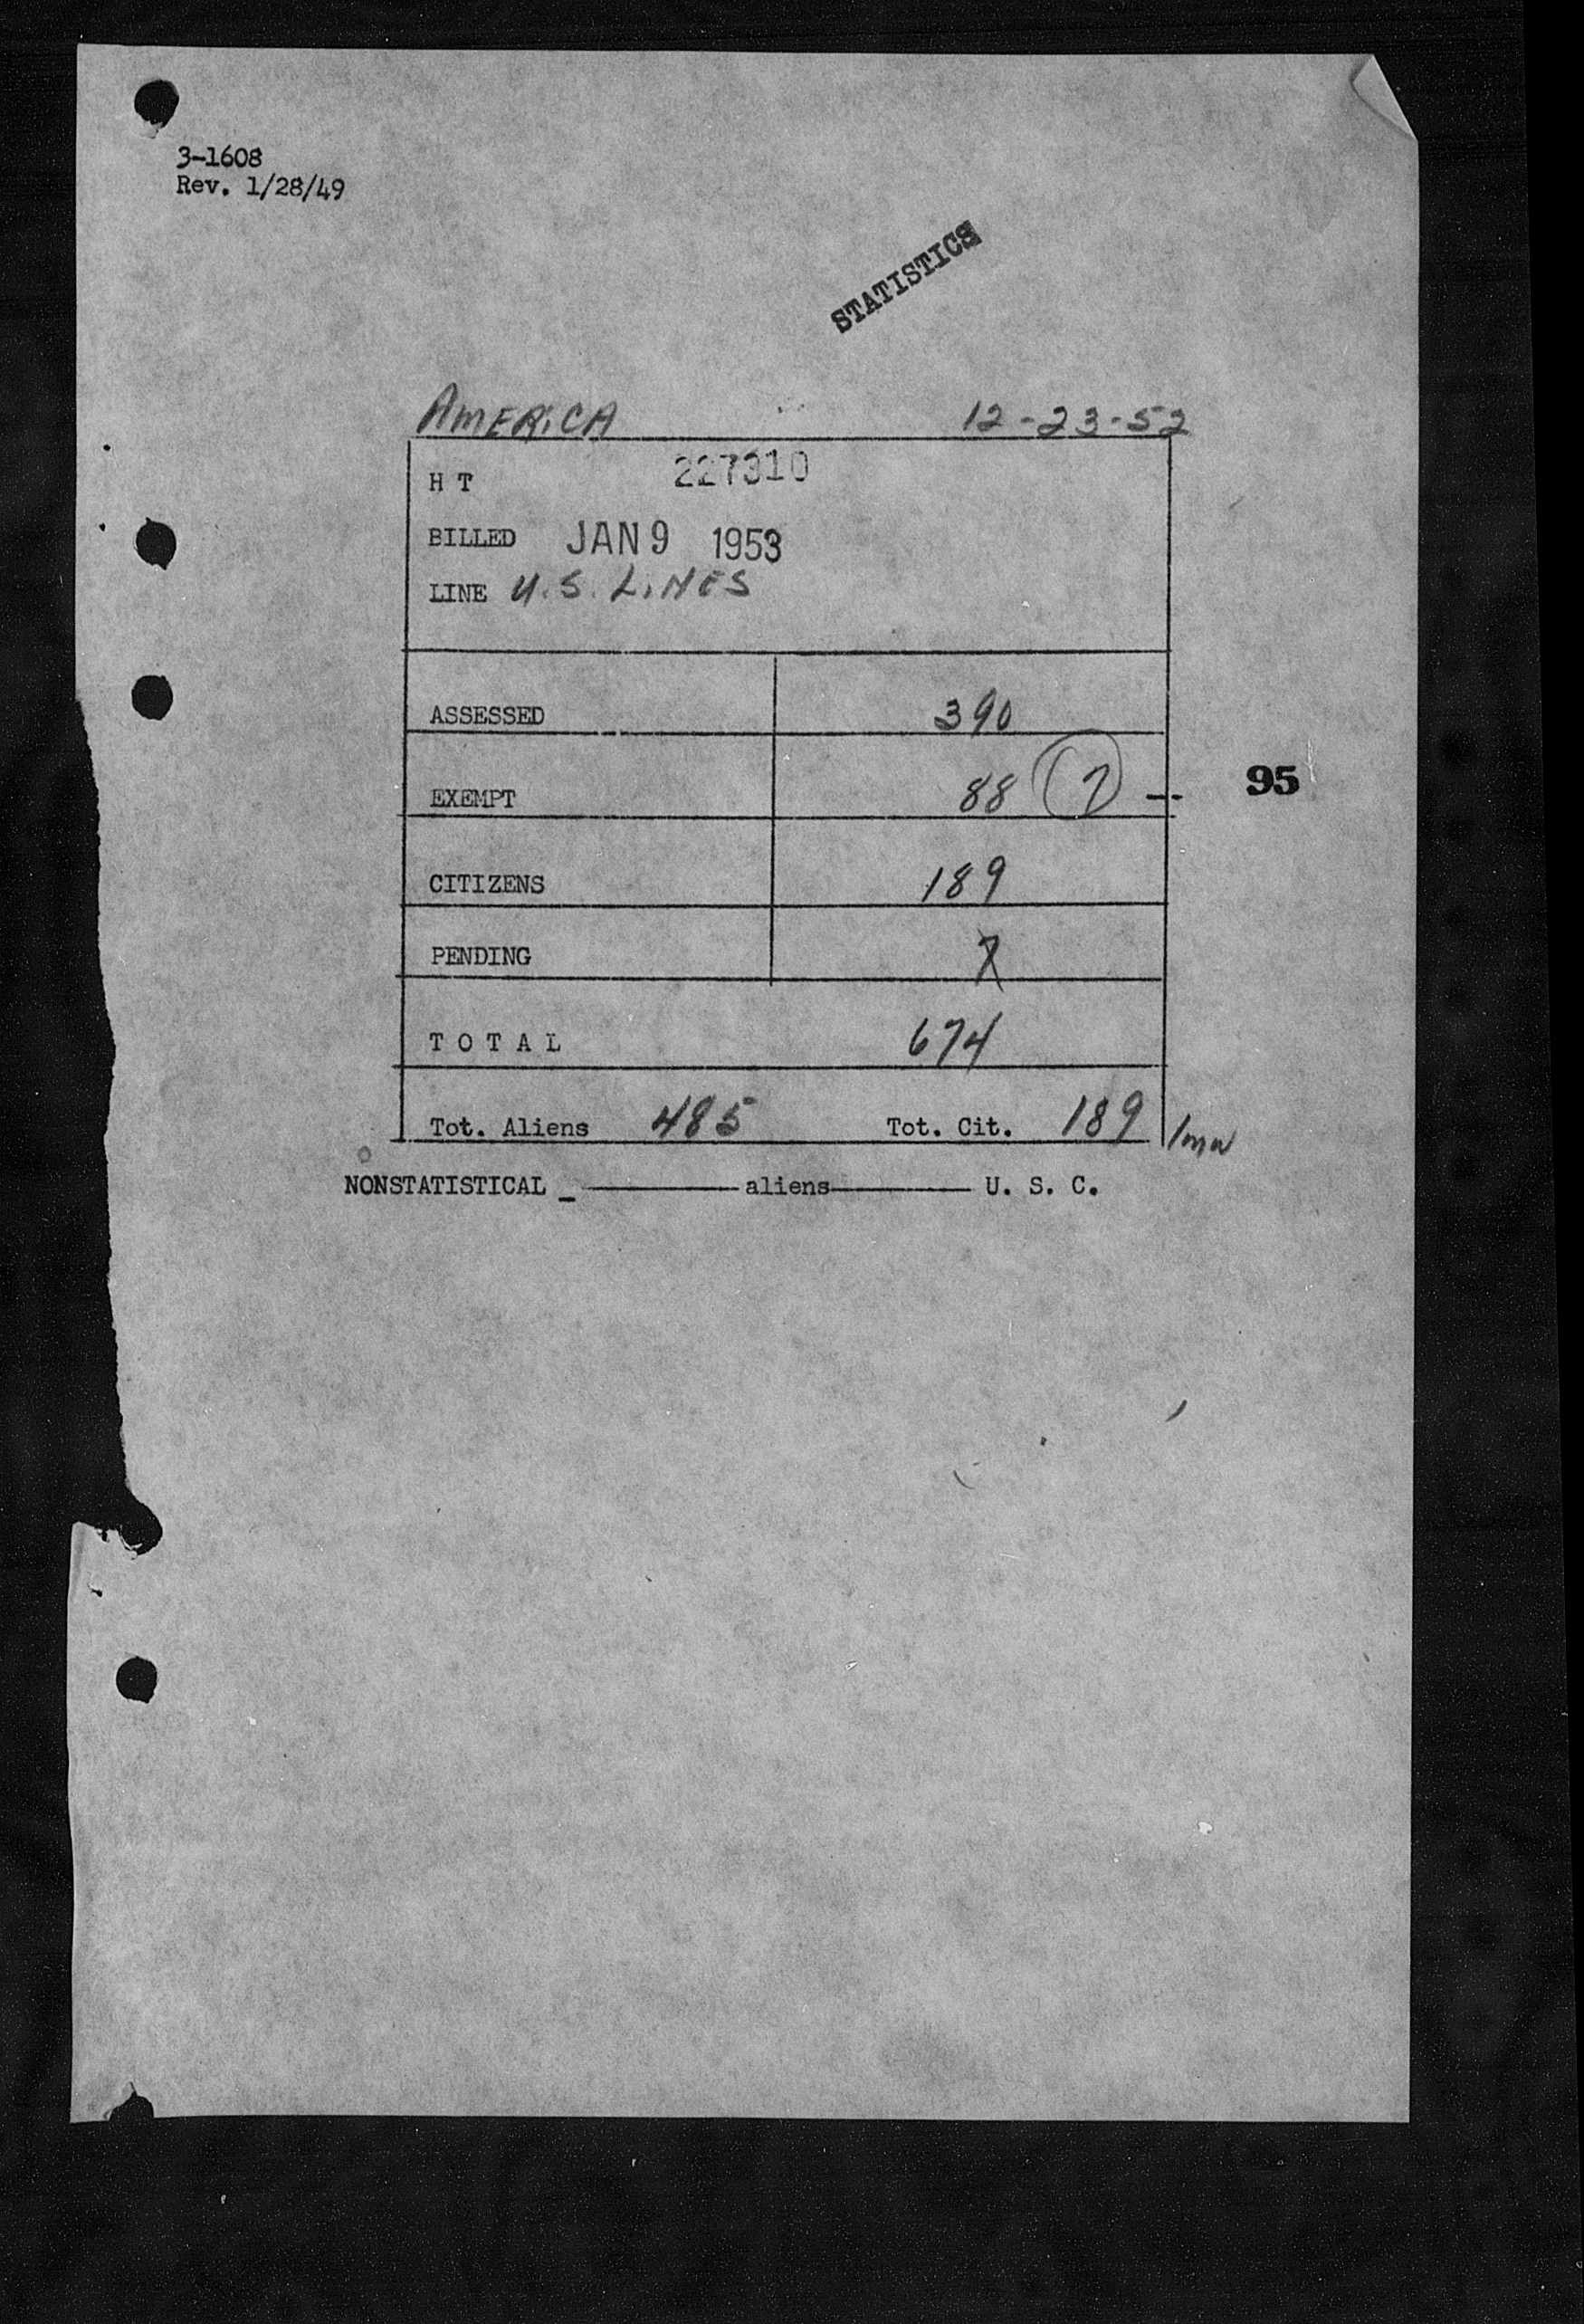 3-1608
Rev. 1/28/49
STATISTICS
AMERiCA 12-23-52
H T 227310
BILLED JAN 9 1953
LINE U.S. LiNES
ASSESSED 390
EXEMPT 88 7 -- 95
CITIZENS 189
PENDING 7
T O T A L 674
Tot. Aliens 485 Tot. Cit. 189
NONSTATISTICAL _ aliens U. S. C.